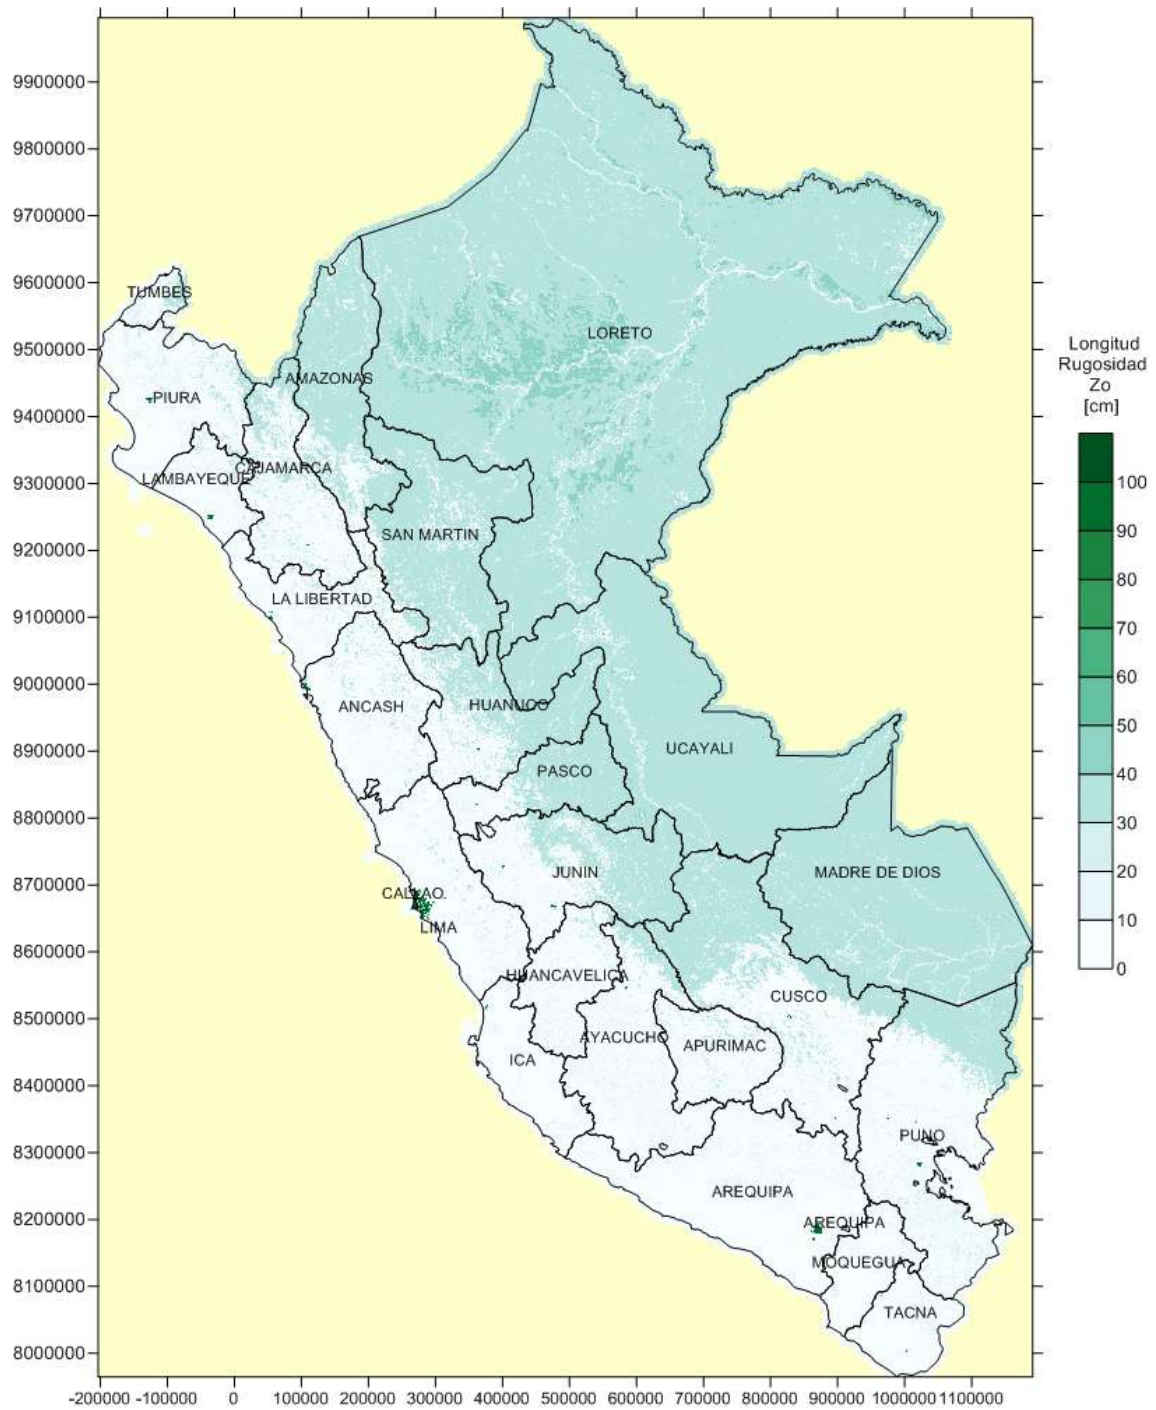 9900000
9800000
9700000
9600000
9500000
9400000
9300000
9200000
9100000
9000000
8900000
8800000
8700000
8600000
8500000
8400000
8300000
8200000
8100000
8000000
-200000 -100000 0 100000 200000 300000 400000 500000 600000 700000 800000 900000 1000000 1100000
TUMBES
LORETO
AMAZONAS
PIURA
CAJAMARCA
LAMBAYEQUE
SAN MARTIN
LA LIBERTAD
ANCASH
HUANUCO
UCAYALI
PASCO
JUNIN
MADRE DE DIOS
CALLAO.
LIMA
HUANCAVELICA
CUSCO
AYACUCHO
APURIMAC
ICA
PUNO
AREQUIPA
AREQUIPA
MOQUEGUA
TACNA
Longitud
Rugosidad
Zo
[cm]
100
90
80
70
60
50
40
30
20
10
0